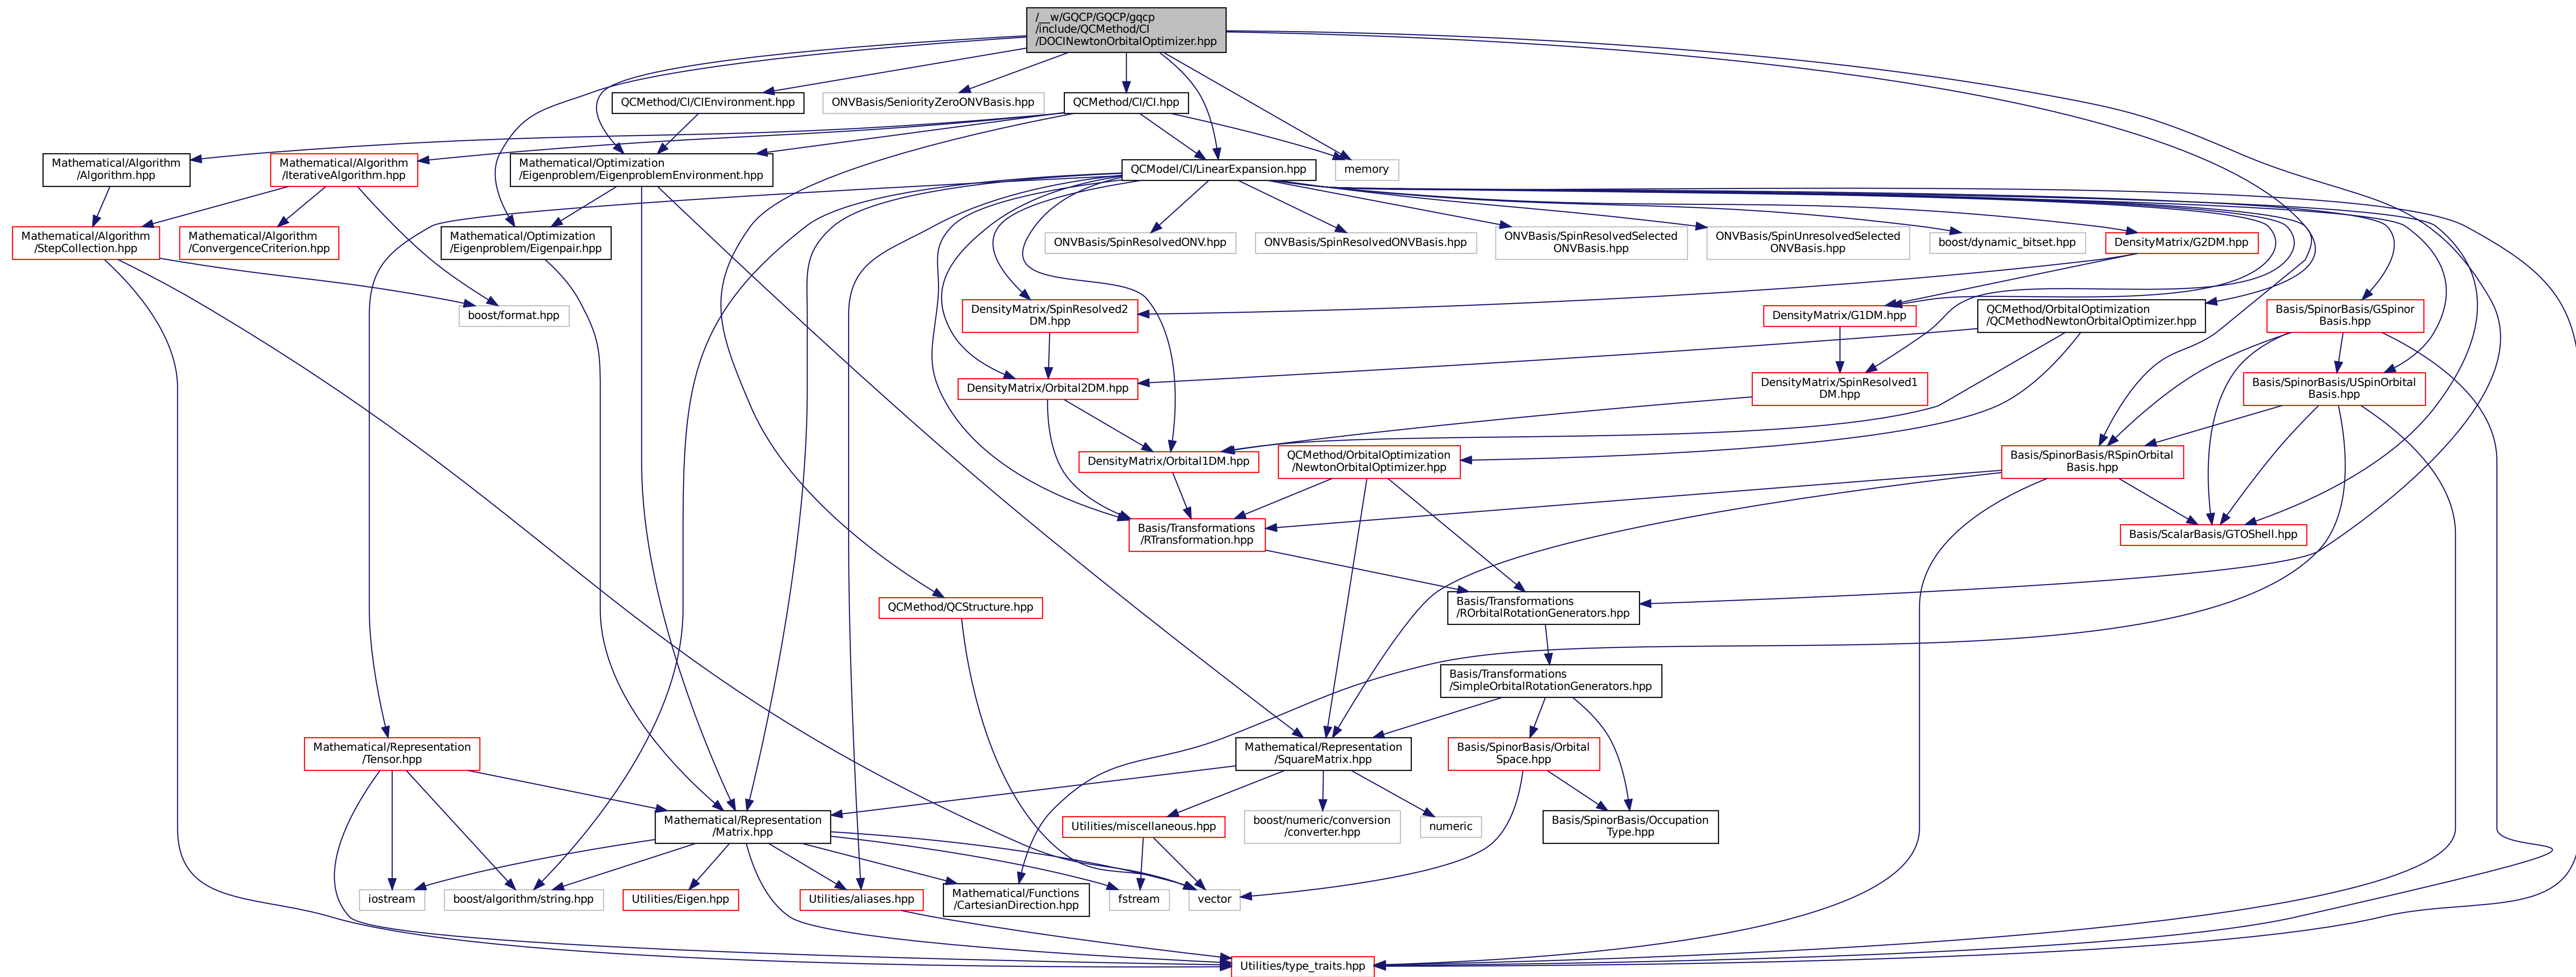 /__w/GQCP/GQCP/gqcp
/include/QCMethod/CI
/DOCINewtonOrbitalOptimizer.hpp
QCMethod/CI/CIEnvironment.hpp
ONVBasis/SeniorityZeroONVBasis.hpp
QCMethod/CI/CI.hpp
Mathematical/Algorithm
/Algorithm.hpp
Mathematical/Algorithm
/IterativeAlgorithm.hpp
Mathematical/Optimization
/Eigenproblem/EigenproblemEnvironment.hpp
QCModel/CI/LinearExpansion.hpp
memory
Mathematical/Algorithm
/StepCollection.hpp
Mathematical/Algorithm
/ConvergenceCriterion.hpp
Mathematical/Optimization
/Eigenproblem/Eigenpair.hpp
ONVBasis/SpinResolvedONV.hpp
ONVBasis/SpinResolvedONVBasis.hpp
ONVBasis/SpinResolvedSelected
ONVBasis.hpp
ONVBasis/SpinUnresolvedSelected
ONVBasis.hpp
boost/dynamic_bitset.hpp
DensityMatrix/G2DM.hpp
boost/format.hpp
DensityMatrix/SpinResolved2
DM.hpp
DensityMatrix/G1DM.hpp
QCMethod/OrbitalOptimization
/QCMethodNewtonOrbitalOptimizer.hpp
Basis/SpinorBasis/GSpinor
Basis.hpp
DensityMatrix/Orbital2DM.hpp
DensityMatrix/SpinResolved1
DM.hpp
Basis/SpinorBasis/USpinOrbital
Basis.hpp
DensityMatrix/Orbital1DM.hpp
QCMethod/OrbitalOptimization
/NewtonOrbitalOptimizer.hpp
Basis/SpinorBasis/RSpinOrbital
Basis.hpp
Basis/Transformations
/RTransformation.hpp
Basis/ScalarBasis/GTOShell.hpp
QCMethod/QCStructure.hpp
Basis/Transformations
/ROrbitalRotationGenerators.hpp
Basis/Transformations
/SimpleOrbitalRotationGenerators.hpp
Mathematical/Representation
/Tensor.hpp
Mathematical/Representation
/SquareMatrix.hpp
Basis/SpinorBasis/Orbital
Space.hpp
Mathematical/Representation
/Matrix.hpp
Utilities/miscellaneous.hpp
boost/numeric/conversion
/converter.hpp
numeric
Basis/SpinorBasis/Occupation
Type.hpp
iostream
boost/algorithm/string.hpp
Utilities/Eigen.hpp
Utilities/aliases.hpp
Mathematical/Functions
/CartesianDirection.hpp
fstream
vector
Utilities/type_traits.hpp